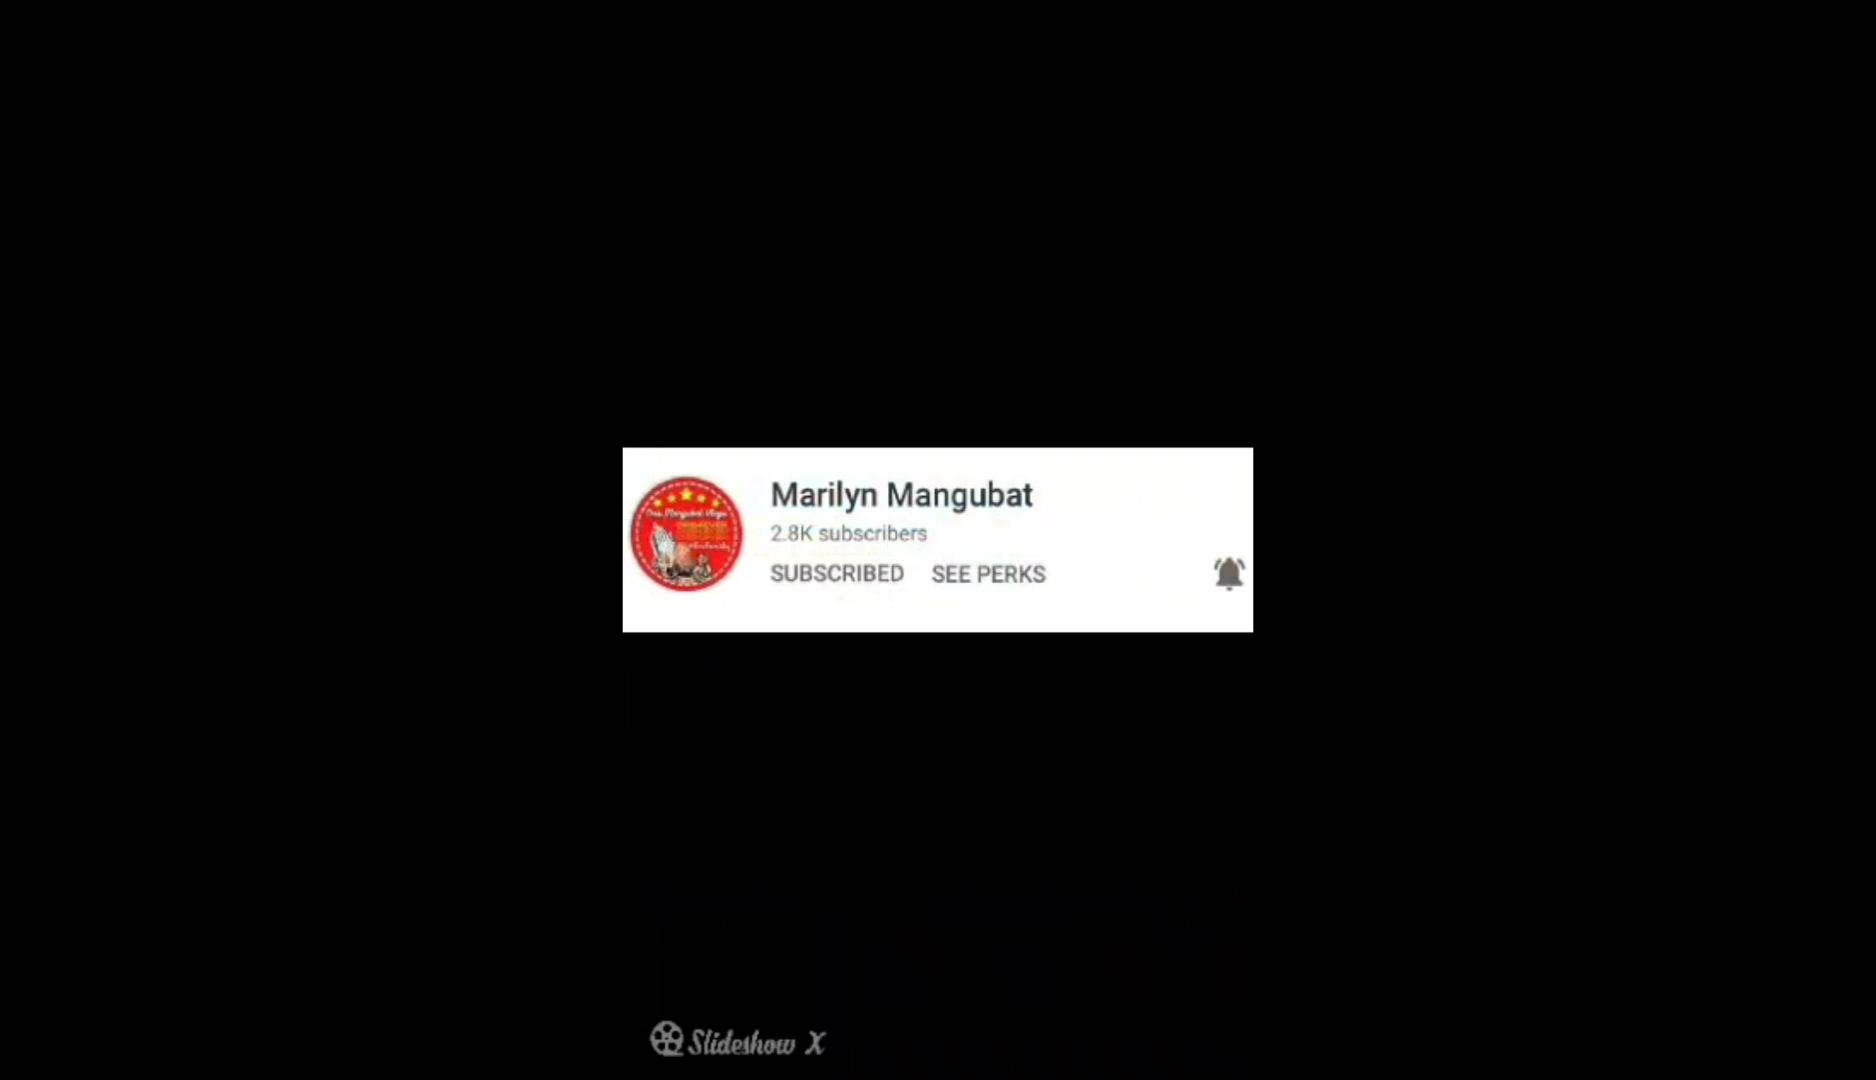 Marilyn Mangubat
2.8K subscribers
SUBSCRIBED SEE PERKS
Slideshow X